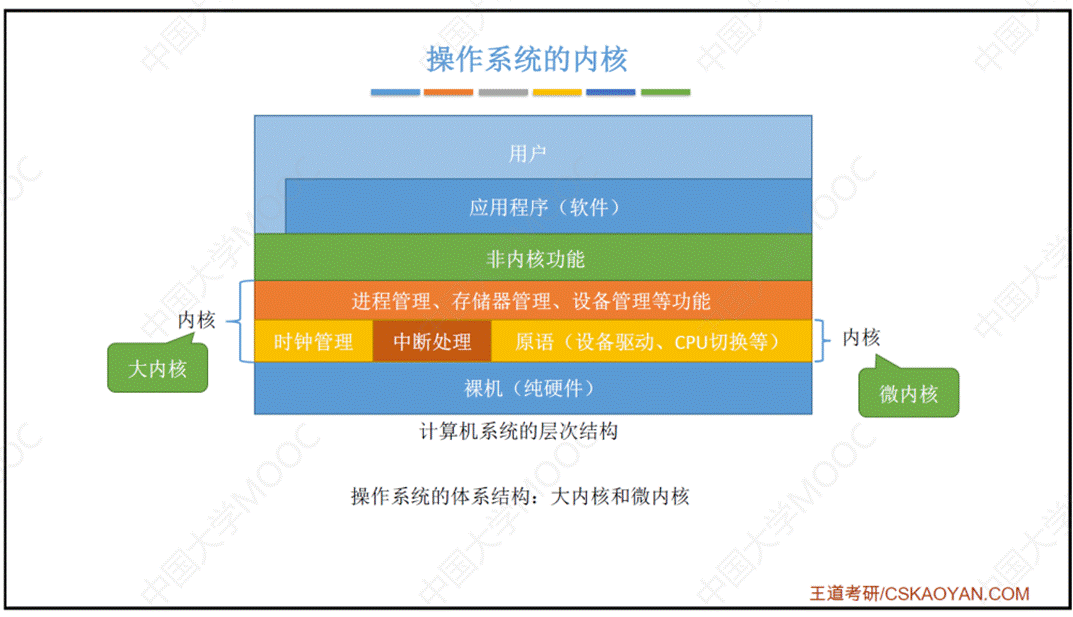 操作系统的内核
用户
应用程序（软件）
非内核功能
进程管理、存储器管理、设备管理等功能
内核
时钟管理
中断处理
原语（设备驱动、CPU切换等）
内核
大内核
裸机（纯硬件）
微内核
计算机系统的层次结构
操作系统的体系结构：大内核和微内核
王道考研/CSKAOYAN.COM
中国大学MOOC